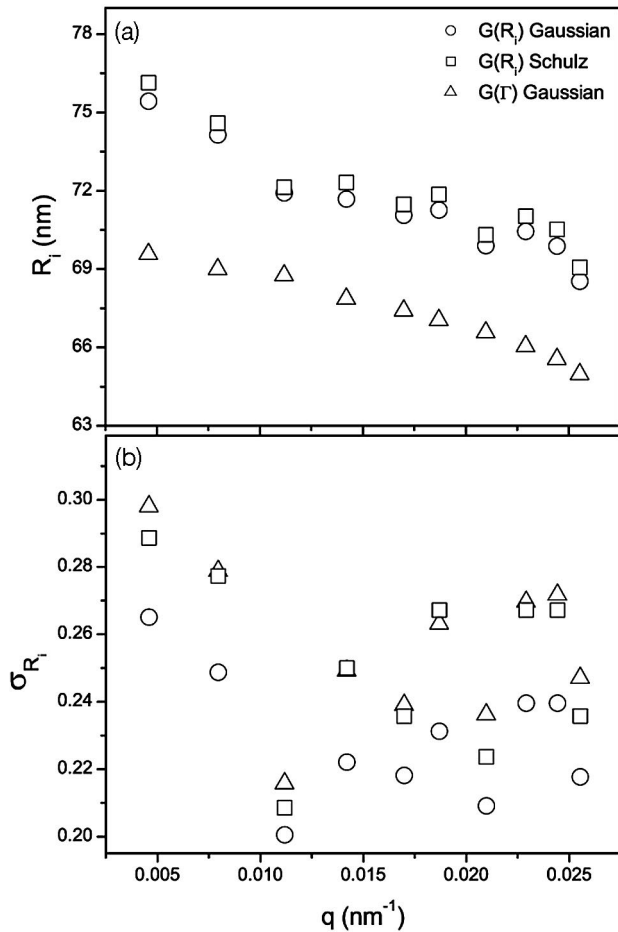 (a)
G(Rᵢ) Gaussian
G(Rᵢ) Schulz
G(Γ) Gaussian
78
75
72
69
66
63
Rᵢ (nm)
(b)
0.30
0.28
0.26
0.24
0.22
0.20
σRᵢ
0.005 0.010 0.015 0.020 0.025
q (nm⁻¹)